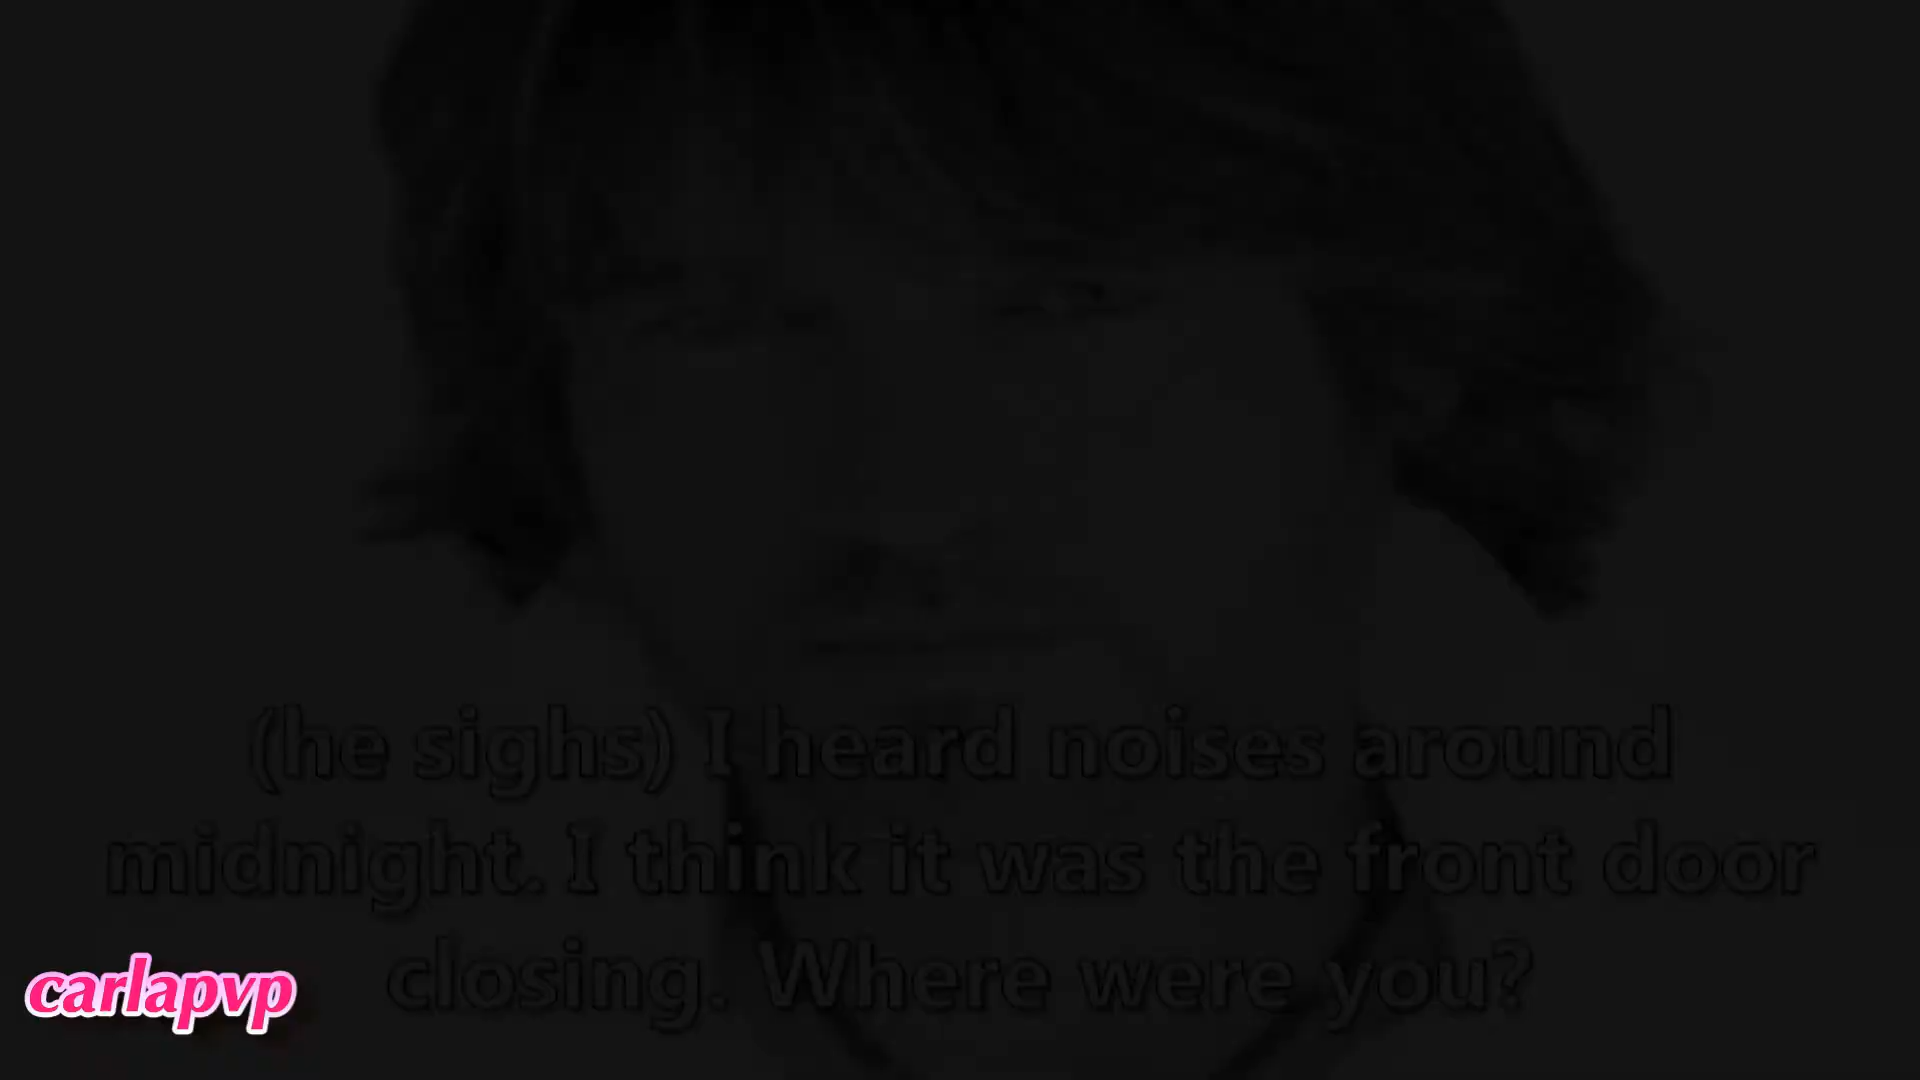 (he sighs) I heard noises around
midnight. I think it was the front door
closing. Where were you?
carlapvp